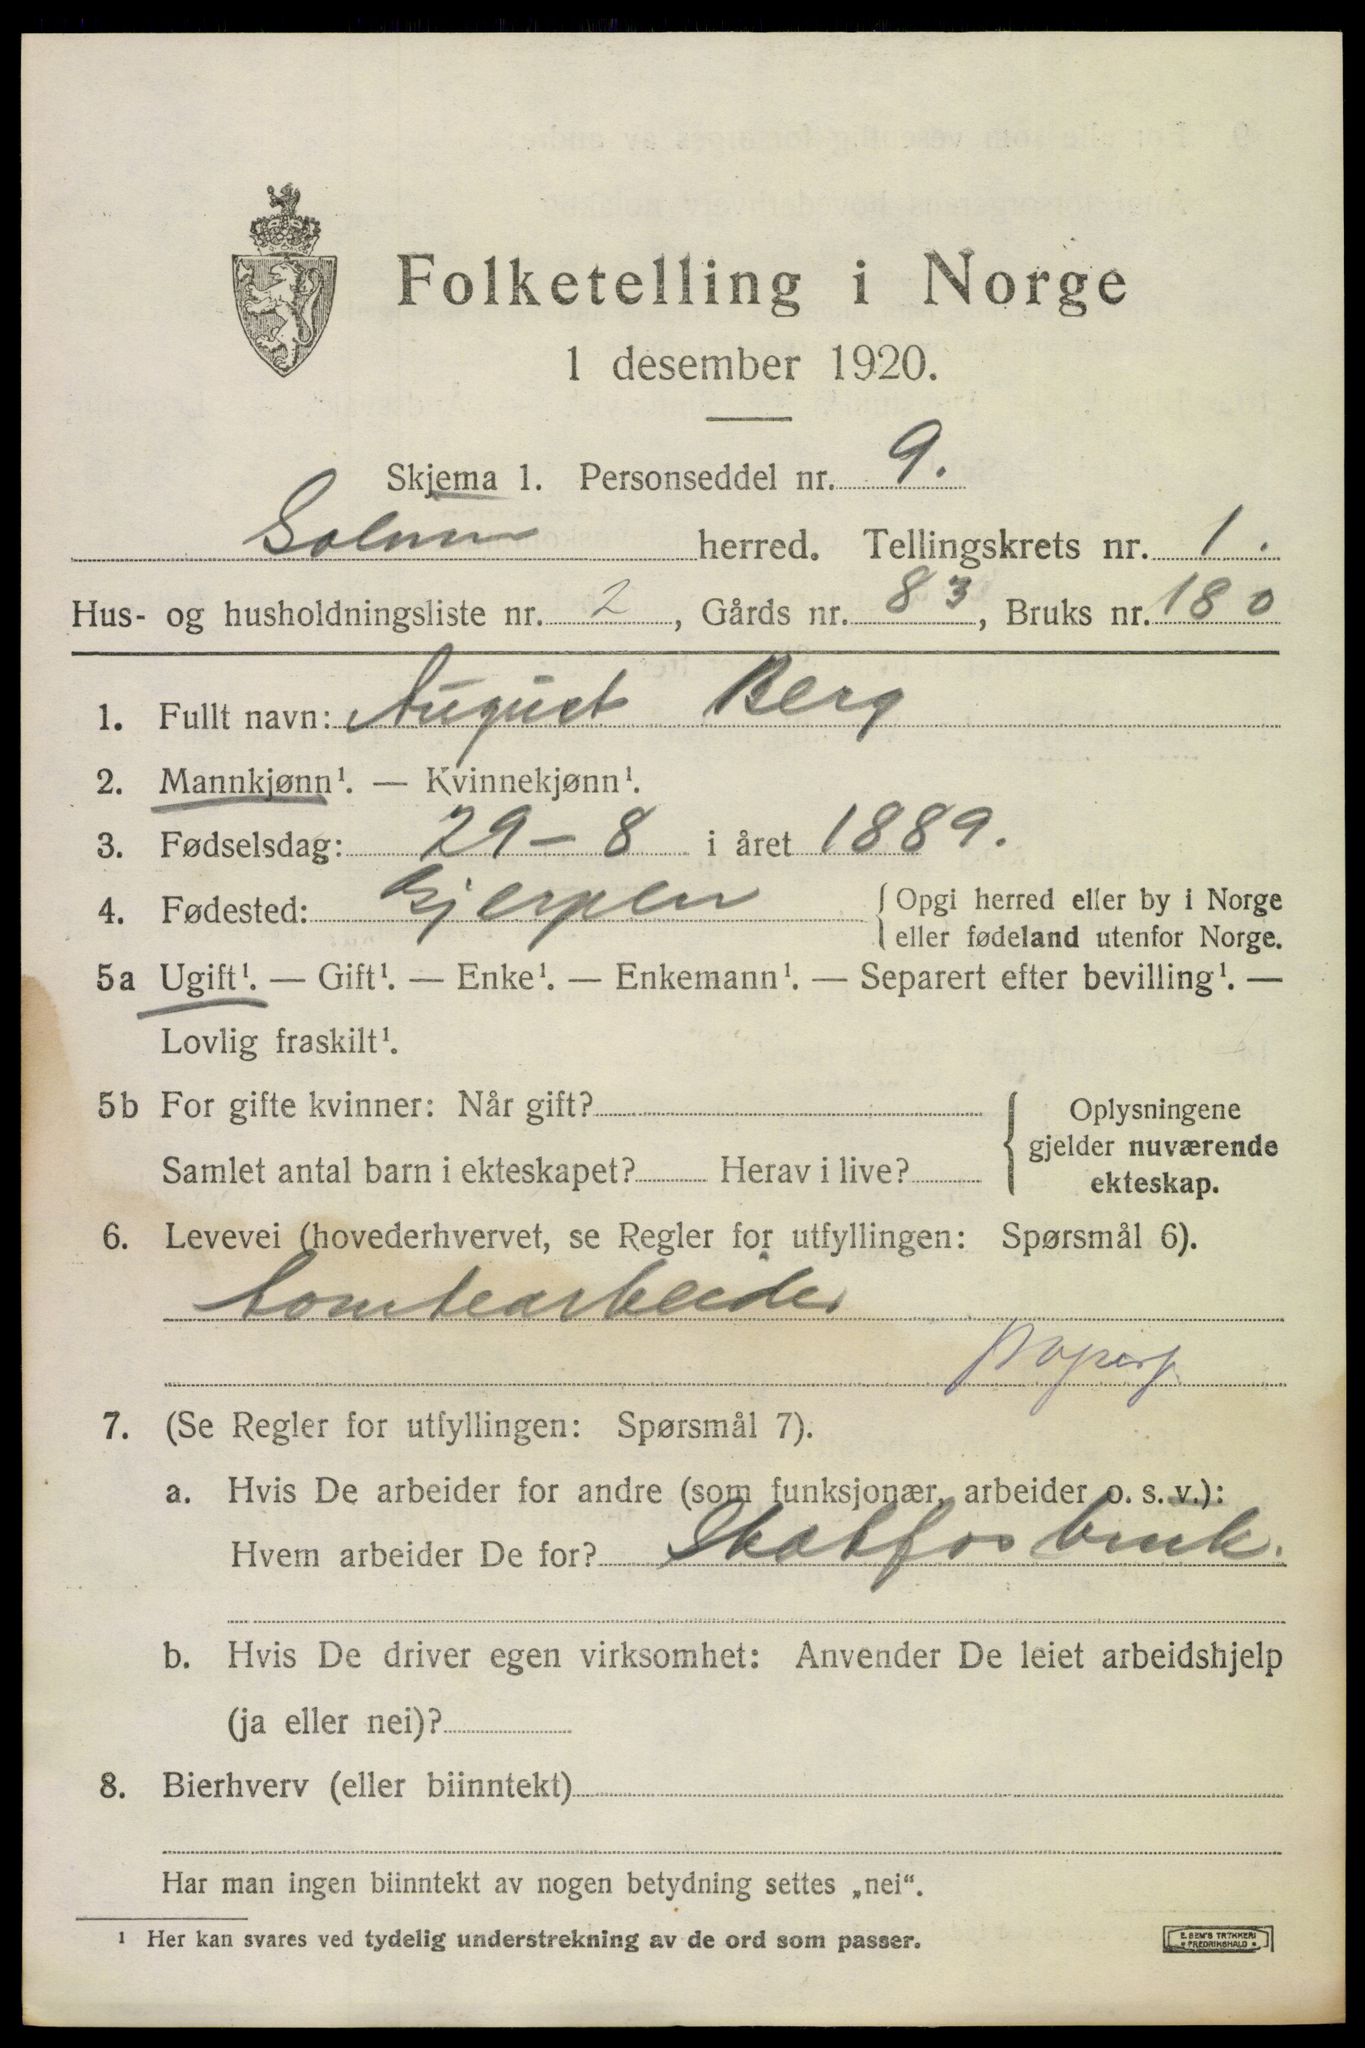 Folketelling i Norge
1 desember 1920.
Skjema 1. Personseddel nr. 9.
Solum herred. Tellingskrets nr. 1.
Hus- og husholdningsliste nr. 2, Gårds nr. 83, Bruks nr. 180
1. Fullt navn: August Berg
2. Mannkjønn¹. — Kvinnekjønn¹.
3. Fødselsdag: 29-8 i året 1889.
4. Fødested: Gjerpen { Opgi herred eller by i Norge
eller fødeland utenfor Norge.
5a Ugift¹. — Gift¹. — Enke¹. — Enkemann¹. — Separert efter bevilling¹. —
Lovlig fraskilt¹.
5b For gifte kvinner: Når gift?
Samlet antal barn i ekteskapet? Herav i live?
Oplysningene
gjelder nuværende
ekteskap.
6. Levevei (hovederhvervet, se Regler for utfyllingen: Spørsmål 6).
tomtearbeider
7. (Se Regler for utfyllingen: Spørsmål 7).
a. Hvis De arbeider for andre (som funksjonær, arbeider o. s. v.):
Hvem arbeider De for? Skotfos bruk.
b. Hvis De driver egen virksomhet: Anvender De leiet arbeidshjelp
(ja eller nei)?
8. Bierhverv (eller biinntekt)
Har man ingen biinntekt av nogen betydning settes „nei“.
¹ Her kan svares ved tydelig understrekning av de ord som passer.
E. SEM'S TRYKKERI
FREDRIKSHALD